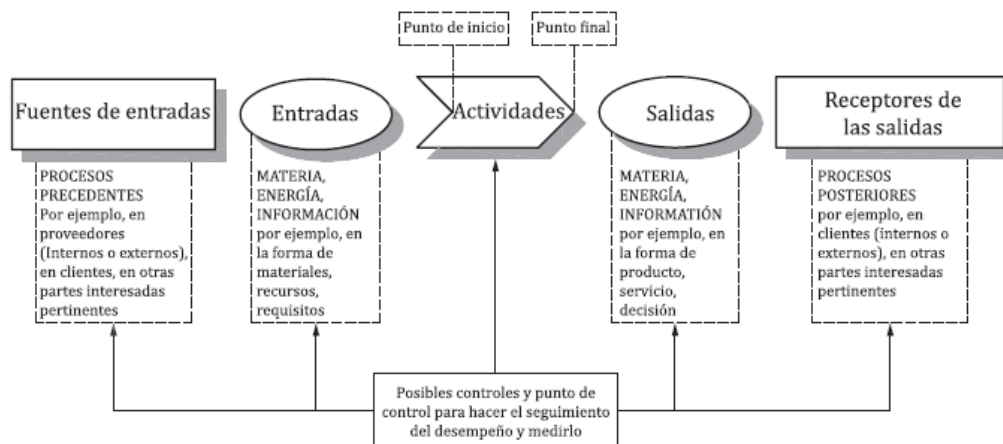 Punto de inicio
Punto final
Fuentes de entradas
Entradas
Actividades
Salidas
Receptores de
las salidas
PROCESOS
PRECEDENTES
Por ejemplo, en
proveedores
(Internos o externos),
en clientes, en otras
partes interesadas
pertinentes
MATERIA,
ENERGÍA,
INFORMACIÓN
por ejemplo, en
la forma de
materiales,
recursos,
requisitos
MATERIA,
ENERGÍA,
INFORMATIÓN
por ejemplo, en
la forma de
producto,
servicio,
decisión
PROCESOS
POSTERIORES
por ejemplo, en
clientes (internos o
externos), en otras
partes interesadas
pertinentes
Posibles controles y punto de
control para hacer el seguimiento
del desempeño y medirlo